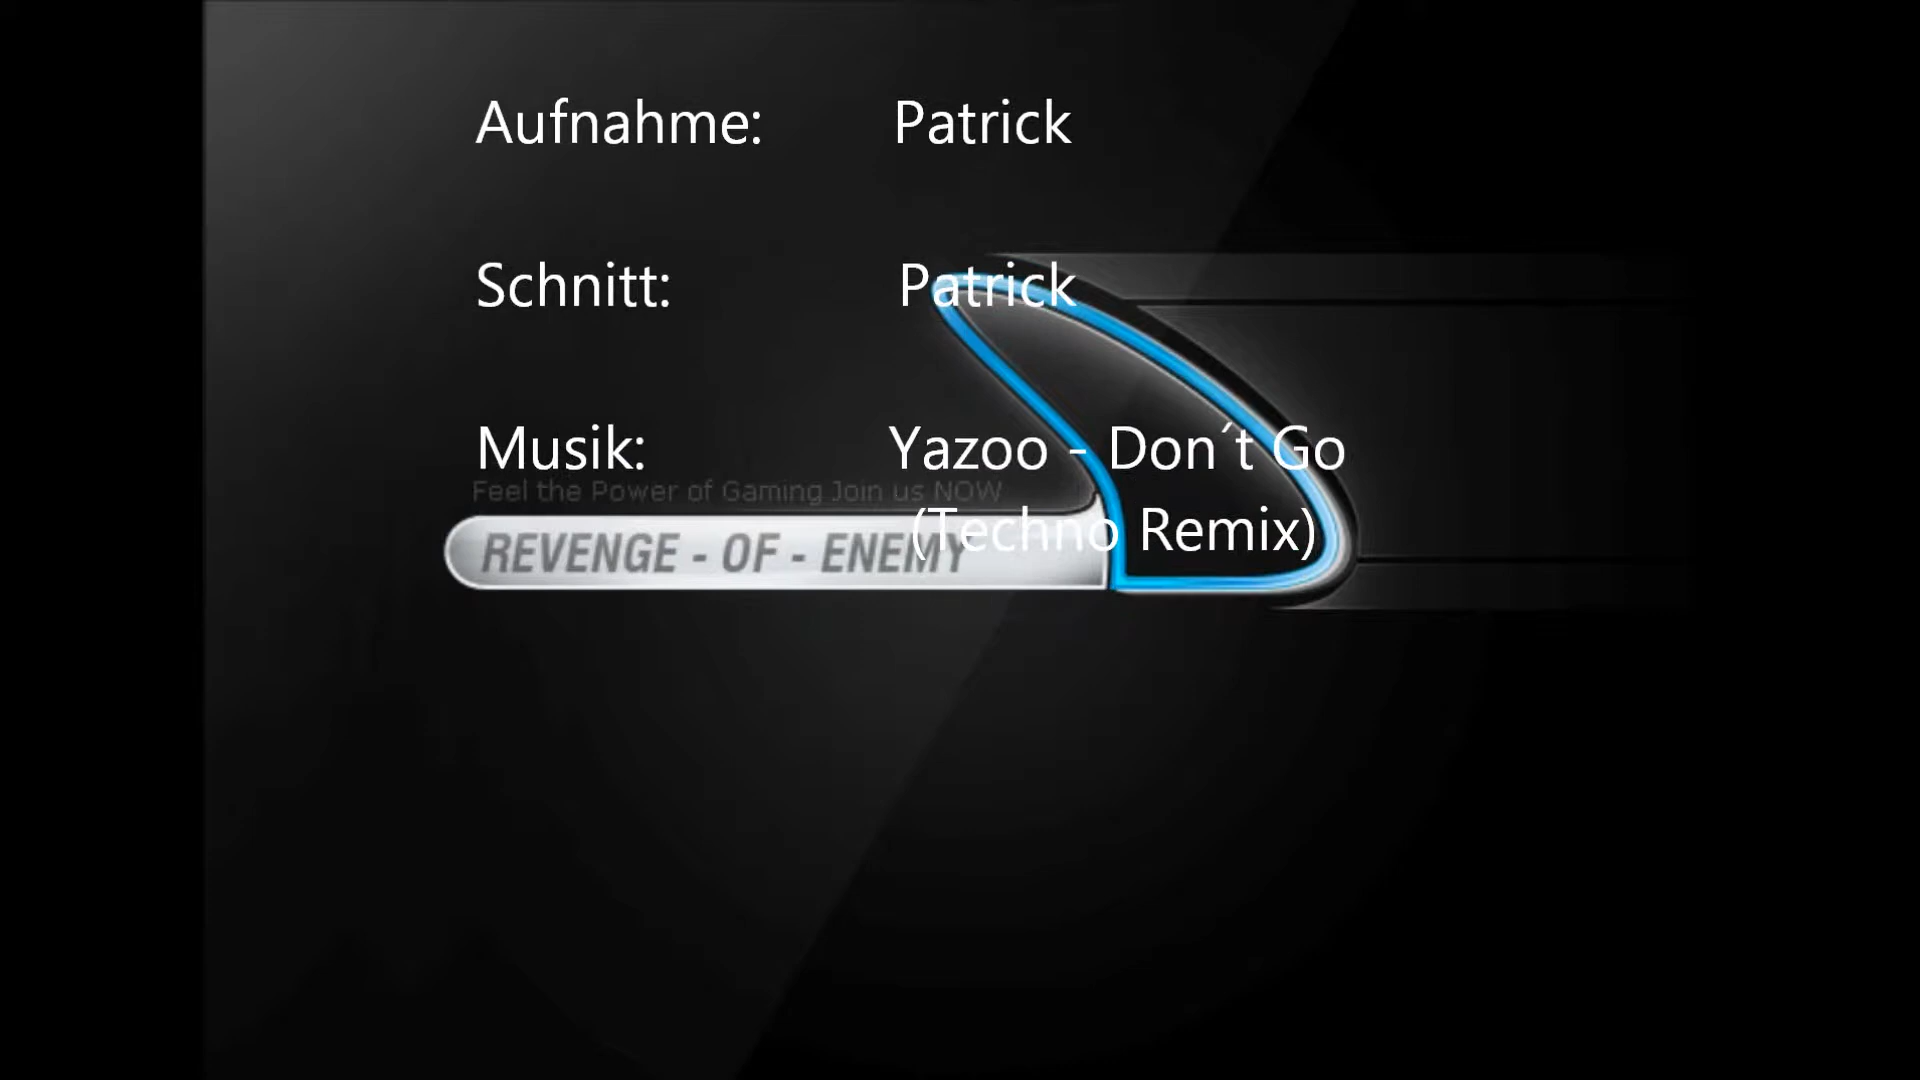 Aufnahme: Patrick
Schnitt: Patrick
Musik: Yazoo - Don´t Go
Feel the Power of Gaming Join us NOW
(Techno Remix)
REVENGE - OF - ENEMY